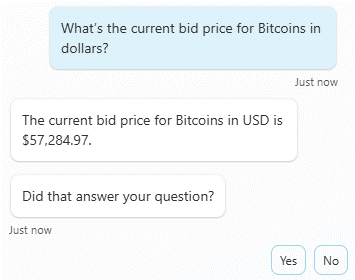 What's the current bid price for Bitcoins in
dollars?
Just now
The current bid price for Bitcoins in USD is
$57,284.97.
Did that answer your question?
Just now
Yes No